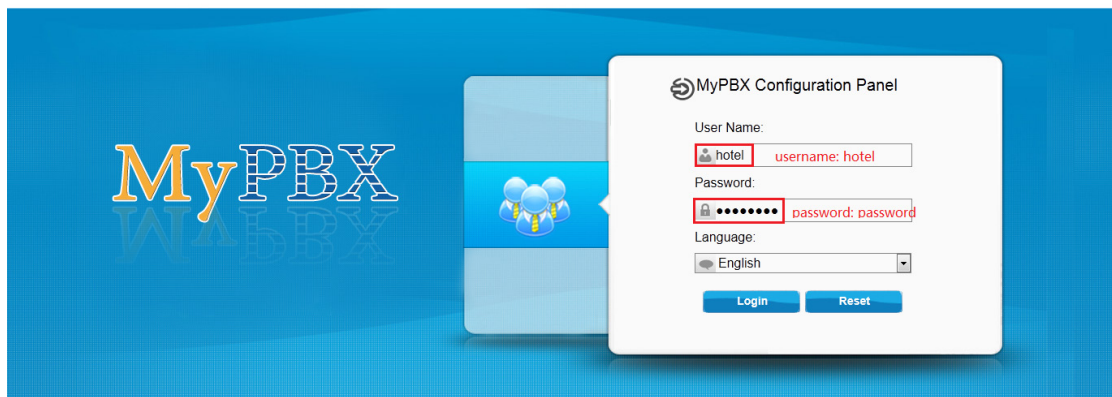 MyPBX
MyPBX Configuration Panel
User Name:
hotel username: hotel
Password:
●●●●●●●● password: password
Language:
English
Login Reset